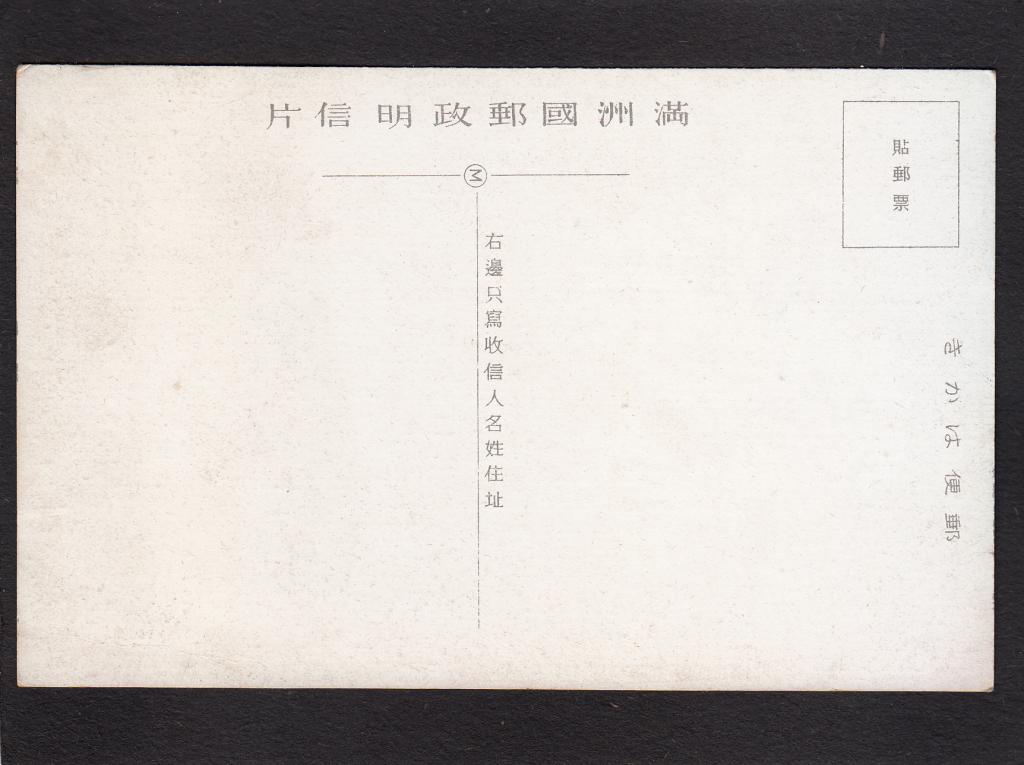 滿洲國郵政明信片
M
貼郵票
右邊只寫收信人名姓住址
郵便はかき